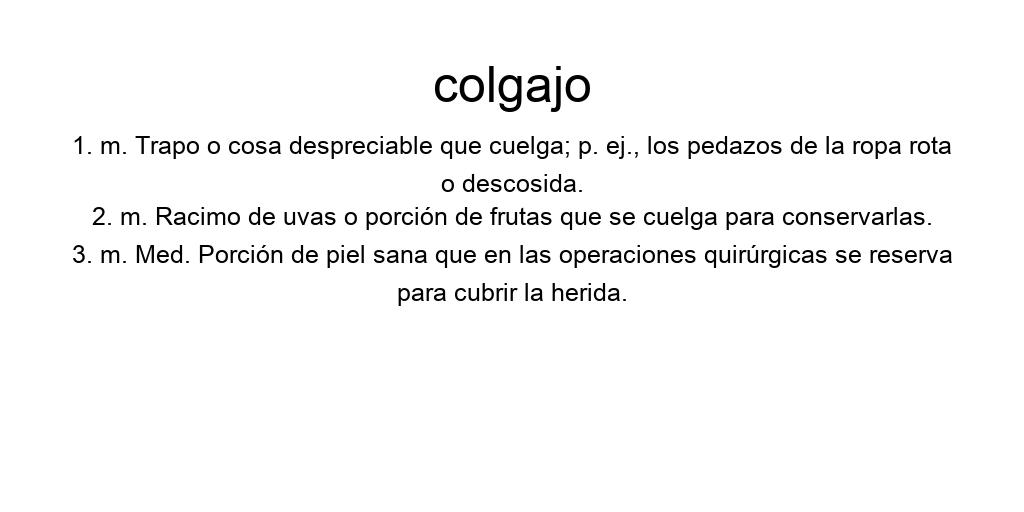 colgajo
1. m. Trapo o cosa despreciable que cuelga; p. ej., los pedazos de la ropa rota
o descosida.
2. m. Racimo de uvas o porción de frutas que se cuelga para conservarlas.
3. m. Med. Porción de piel sana que en las operaciones quirúrgicas se reserva
para cubrir la herida.